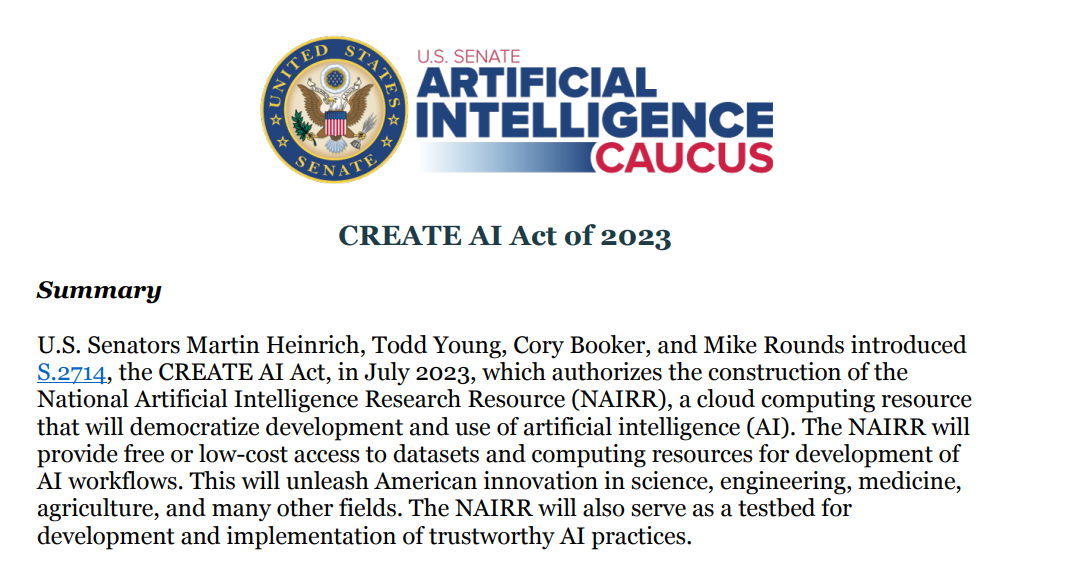 UNITED STATES
SENATE
U.S. SENATE
ARTIFICIAL
INTELLIGENCE
CAUCUS
CREATE AI Act of 2023
Summary
U.S. Senators Martin Heinrich, Todd Young, Cory Booker, and Mike Rounds introduced
S.2714, the CREATE AI Act, in July 2023, which authorizes the construction of the
National Artificial Intelligence Research Resource (NAIRR), a cloud computing resource
that will democratize development and use of artificial intelligence (AI). The NAIRR will
provide free or low-cost access to datasets and computing resources for development of
AI workflows. This will unleash American innovation in science, engineering, medicine,
agriculture, and many other fields. The NAIRR will also serve as a testbed for
development and implementation of trustworthy AI practices.